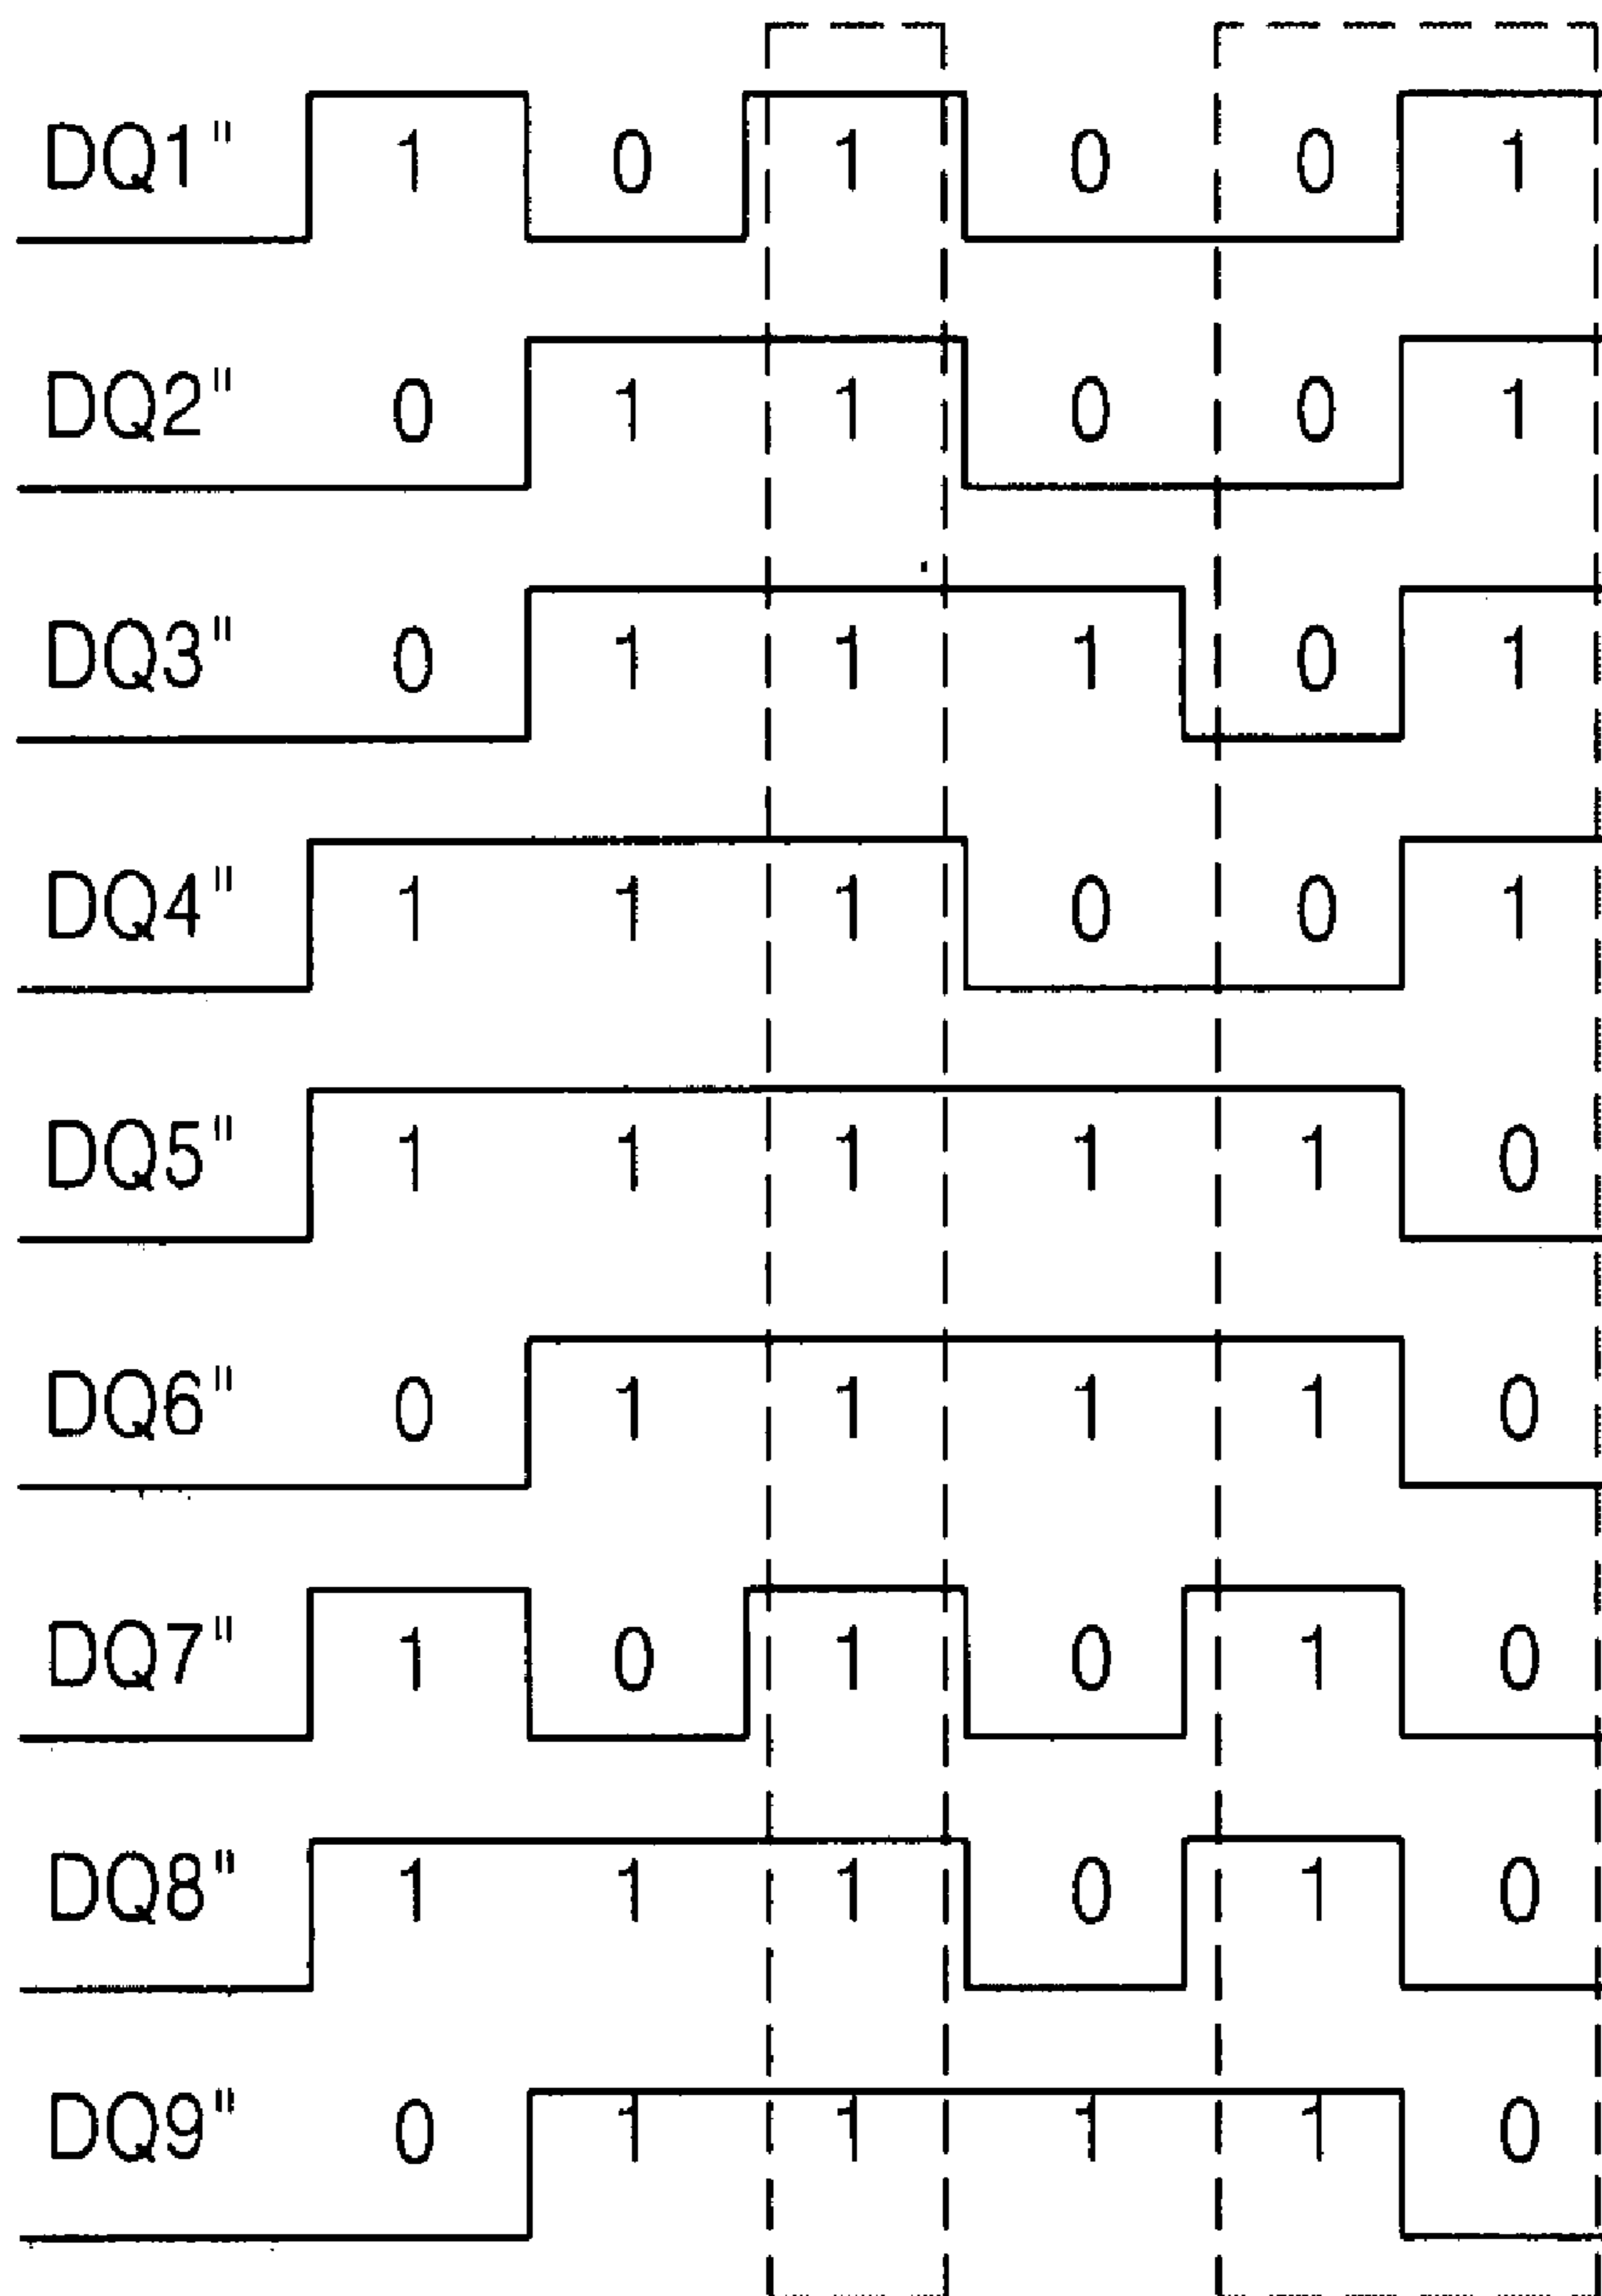 DQ1" 1 0 1 0 0 1
DQ2" 0 1 1 0 0 1
DQ3" 0 1 1 1 0 1
DQ4" 1 1 1 0 0 1
DQ5" 1 1 1 1 1 0
DQ6" 0 1 1 1 1 0
DQ7" 1 0 1 0 1 0
DQ8" 1 1 1 0 1 0
DQ9" 0 1 1 1 1 0